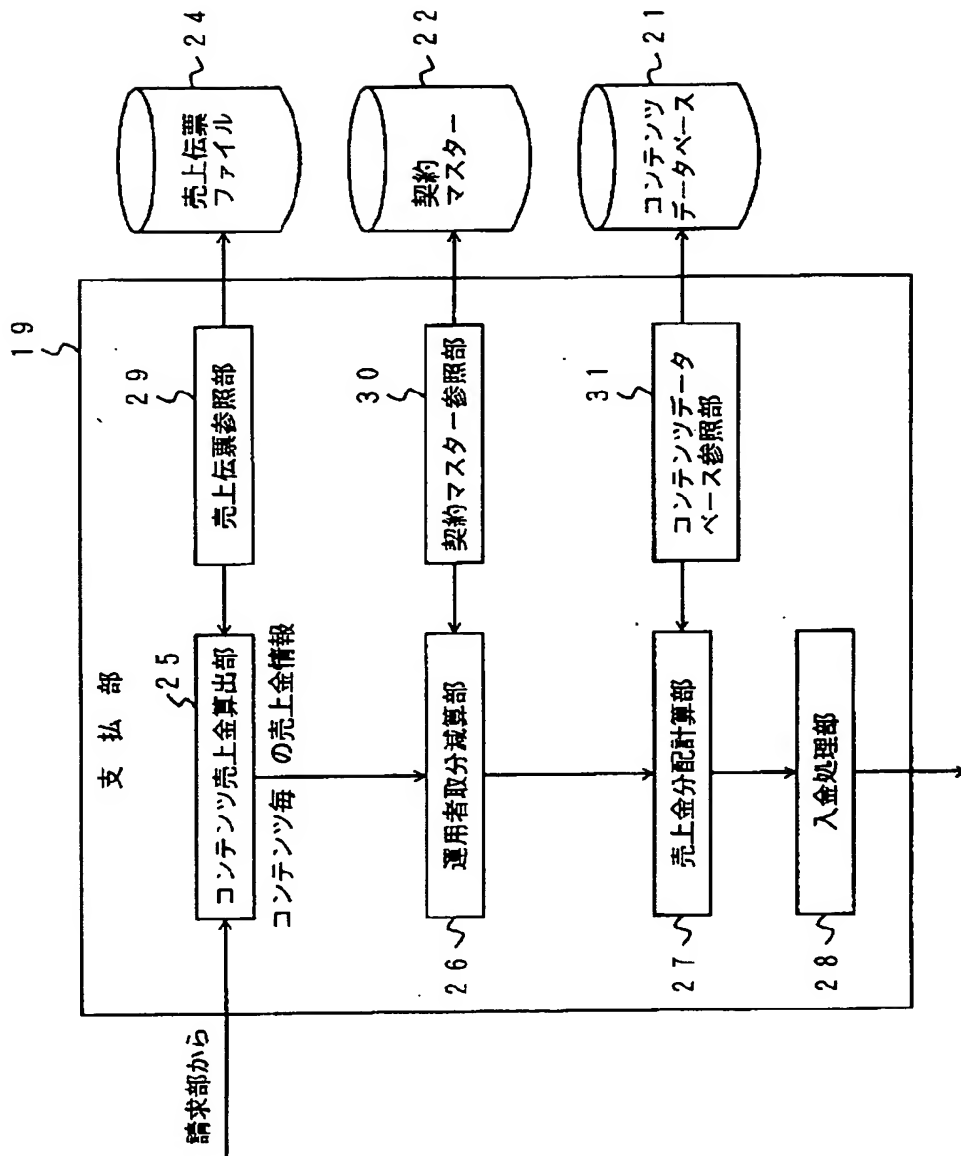 19
支払部
請求部から
25
コンテンツ売上金算出部
コンテンツ毎の売上金情報
29
売上伝票参照部
24
売上伝票
ファイル
26
運用者取分減算部
30
契約マスター参照部
22
契約
マスター
27
売上金分配計算部
31
コンテンツデータ
ベース参照部
21
コンテンツ
データベース
28
入金処理部